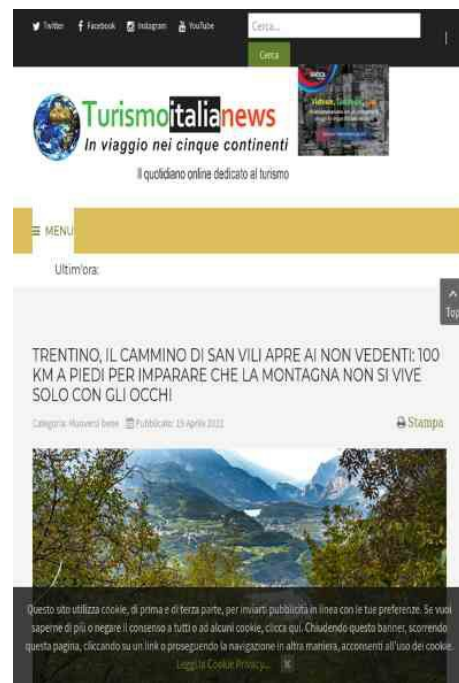 Twitter Facebook Instagram YouTube
Cerca...
Cerca
Turismoitalianews
In viaggio nei cinque continenti
Il quotidiano online dedicato al turismo
MENU
Ultim'ora:
Top
TRENTINO, IL CAMMINO DI SAN VILI APRE AI NON VEDENTI: 100
KM A PIEDI PER IMPARARE CHE LA MONTAGNA NON SI VIVE
SOLO CON GLI OCCHI
Categoria: Muoversi bene Pubblicato: 15 Aprile 2022
Stampa
Questo sito utilizza cookie, di prima e di terza parte, per inviarti pubblicità in linea con le tue preferenze. Se vuoi
saperne di più o negare il consenso a tutti o ad alcuni cookie, clicca qui. Chiudendo questo banner, scorrendo
questa pagina, cliccando su un link o proseguendo la navigazione in altra maniera, acconsenti all'uso dei cookie.
Leggi la Cookie Privacy...